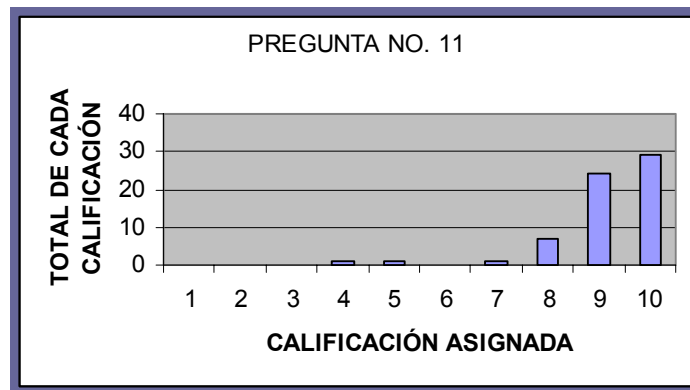 PREGUNTA NO. 11
TOTAL DE CADA
CALIFICACIÓN
40
30
20
10
0
1 2 3 4 5 6 7 8 9 10
CALIFICACIÓN ASIGNADA